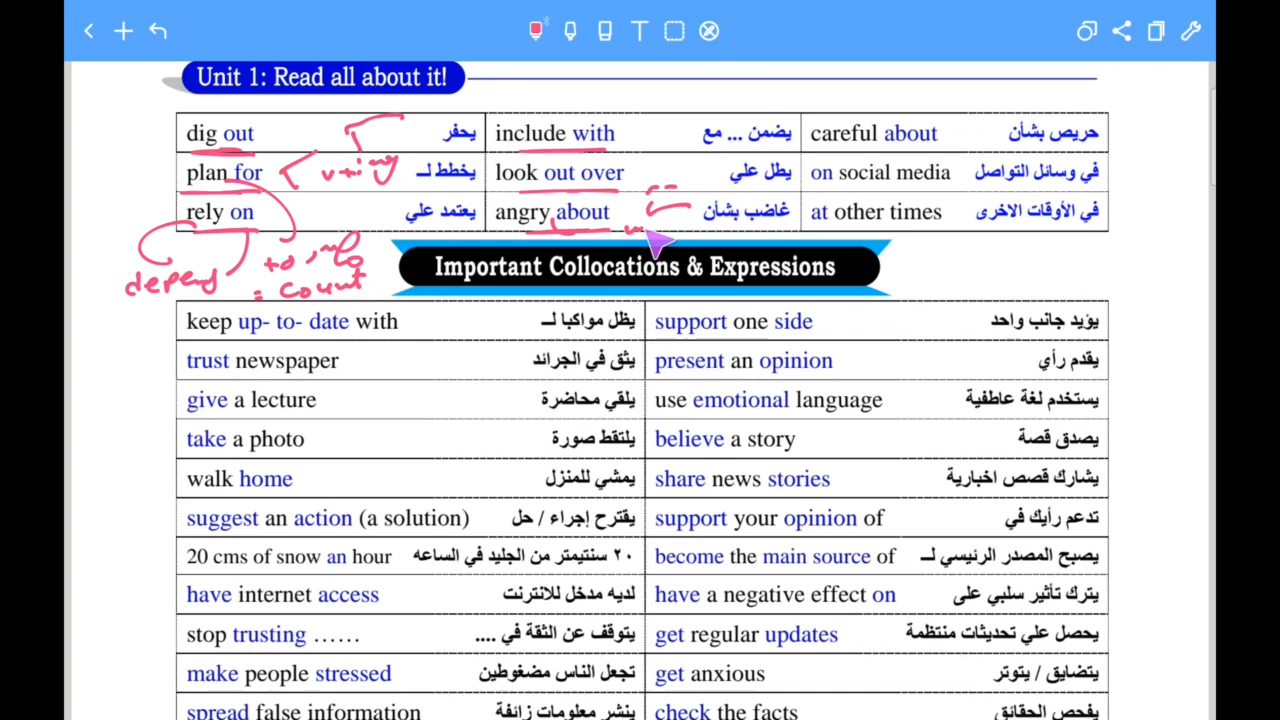 Unit 1: Read all about it!
dig out يحفر include with يضمن ... مع careful about حريص بشأن
plan for يخطط لـ look out over يطل علي on social media في وسائل التواصل
rely on يعتمد علي angry about غاضب بشأن at other times في الأوقات الاخرى
v+ing
depend
to inf
= count
Important Collocations & Expressions
keep up- to- date with يظل مواكبا لـ support one side يؤيد جانب واحد
trust newspaper يثق في الجرائد present an opinion يقدم رأي
give a lecture يلقي محاضرة use emotional language يستخدم لغة عاطفية
take a photo يلتقط صورة believe a story يصدق قصة
walk home يمشي للمنزل share news stories يشارك قصص اخبارية
suggest an action (a solution) يقترح إجراء / حل support your opinion of تدعم رأيك في
20 cms of snow an hour ٢٠ سنتيمتر من الجليد في الساعه become the main source of يصبح المصدر الرئيسي لـ
have internet access لديه مدخل للانترنت have a negative effect on يترك تأثير سلبي على
stop trusting …… يتوقف عن الثقة في .... get regular updates يحصل علي تحديثات منتظمة
make people stressed تجعل الناس مضغوطين get anxious يتضايق / يتوتر
spread false information ينشر معلومات زائفة check the facts يفحص الحقائق